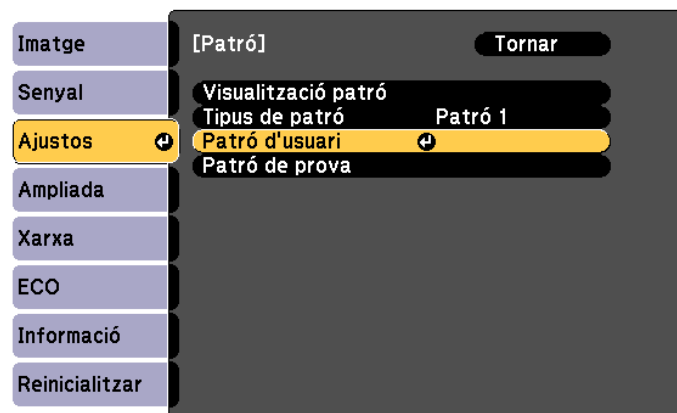 Imatge
Senyal
Ajustos
Ampliada
Xarxa
ECO
Informació
Reinicialitzar
[Patró] Tornar
Visualització patró
Tipus de patró Patró 1
Patró d'usuari
Patró de prova